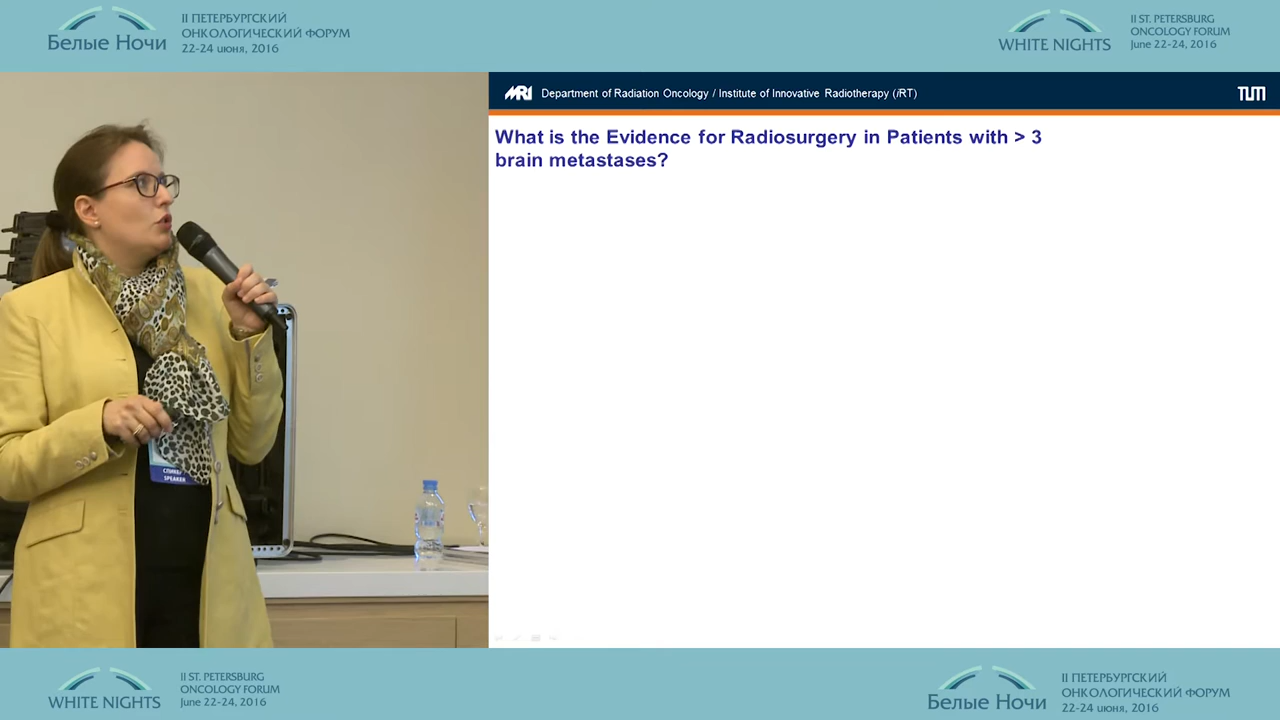 Белые Ночи
II ПЕТЕРБУРГСКИЙ
ОНКОЛОГИЧЕСКИЙ ФОРУМ
22-24 июня, 2016
WHITE NIGHTS
II ST. PETERSBURG
ONCOLOGY FORUM
June 22-24, 2016
MRI Department of Radiation Oncology / Institute of Innovative Radiotherapy (iRT) TUM
What is the Evidence for Radiosurgery in Patients with > 3
brain metastases?
SPEAKER
WHITE NIGHTS
II ST. PETERSBURG
ONCOLOGY FORUM
June 22-24, 2016
Белые Ночи
II ПЕТЕРБУРГСКИЙ
ОНКОЛОГИЧЕСКИЙ ФОРУМ
22-24 июня, 2016